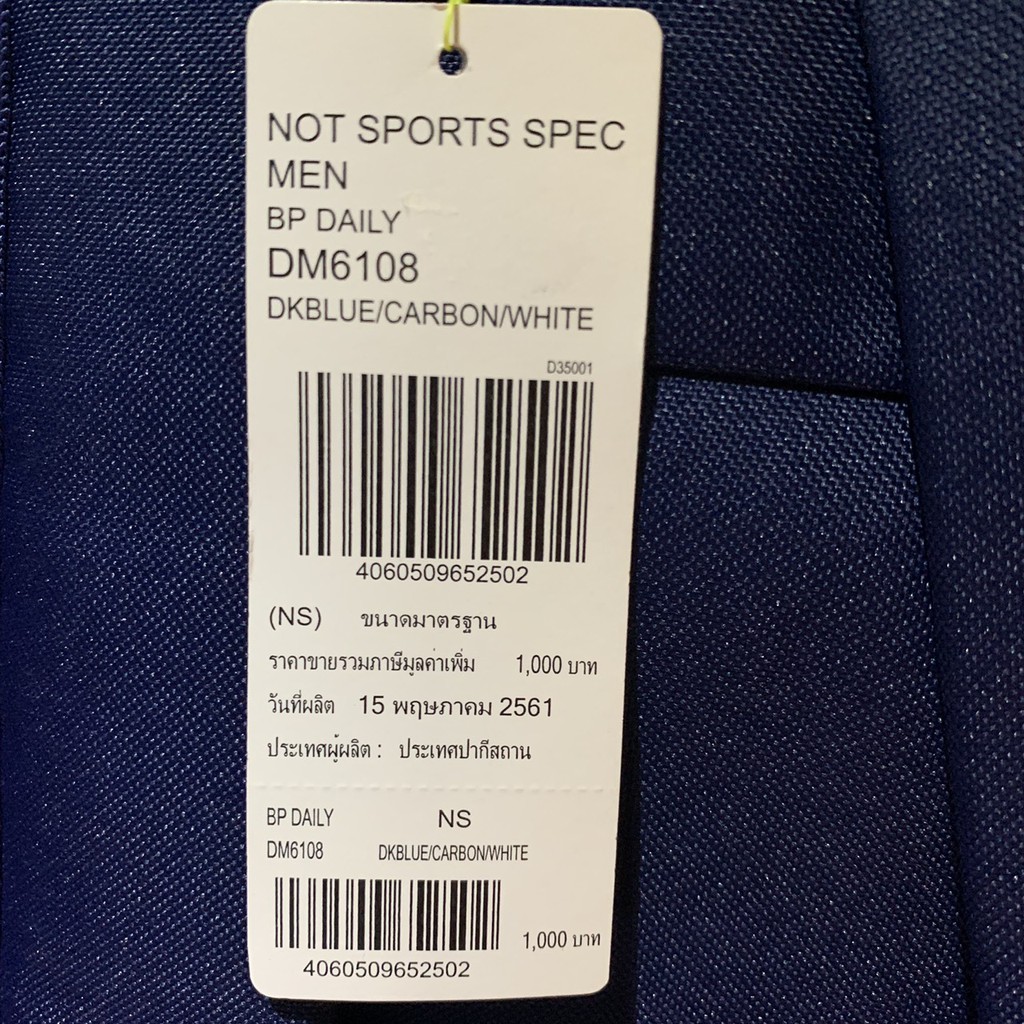 NOT SPORTS SPEC
MEN
BP DAILY
DM6108
DKBLUE/CARBON/WHITE
D35001
4060509652502
(NS) ขนาดมาตรฐาน
ราคาขายรวมภาษีมูลค่าเพิ่ม 1,000 บาท
วันที่ผลิต 15 พฤษภาคม 2561
ประเทศผู้ผลิต : ประเทศปากีสถาน
BP DAILY NS
DM6108 DKBLUE/CARBON/WHITE
1,000 บาท
4060509652502